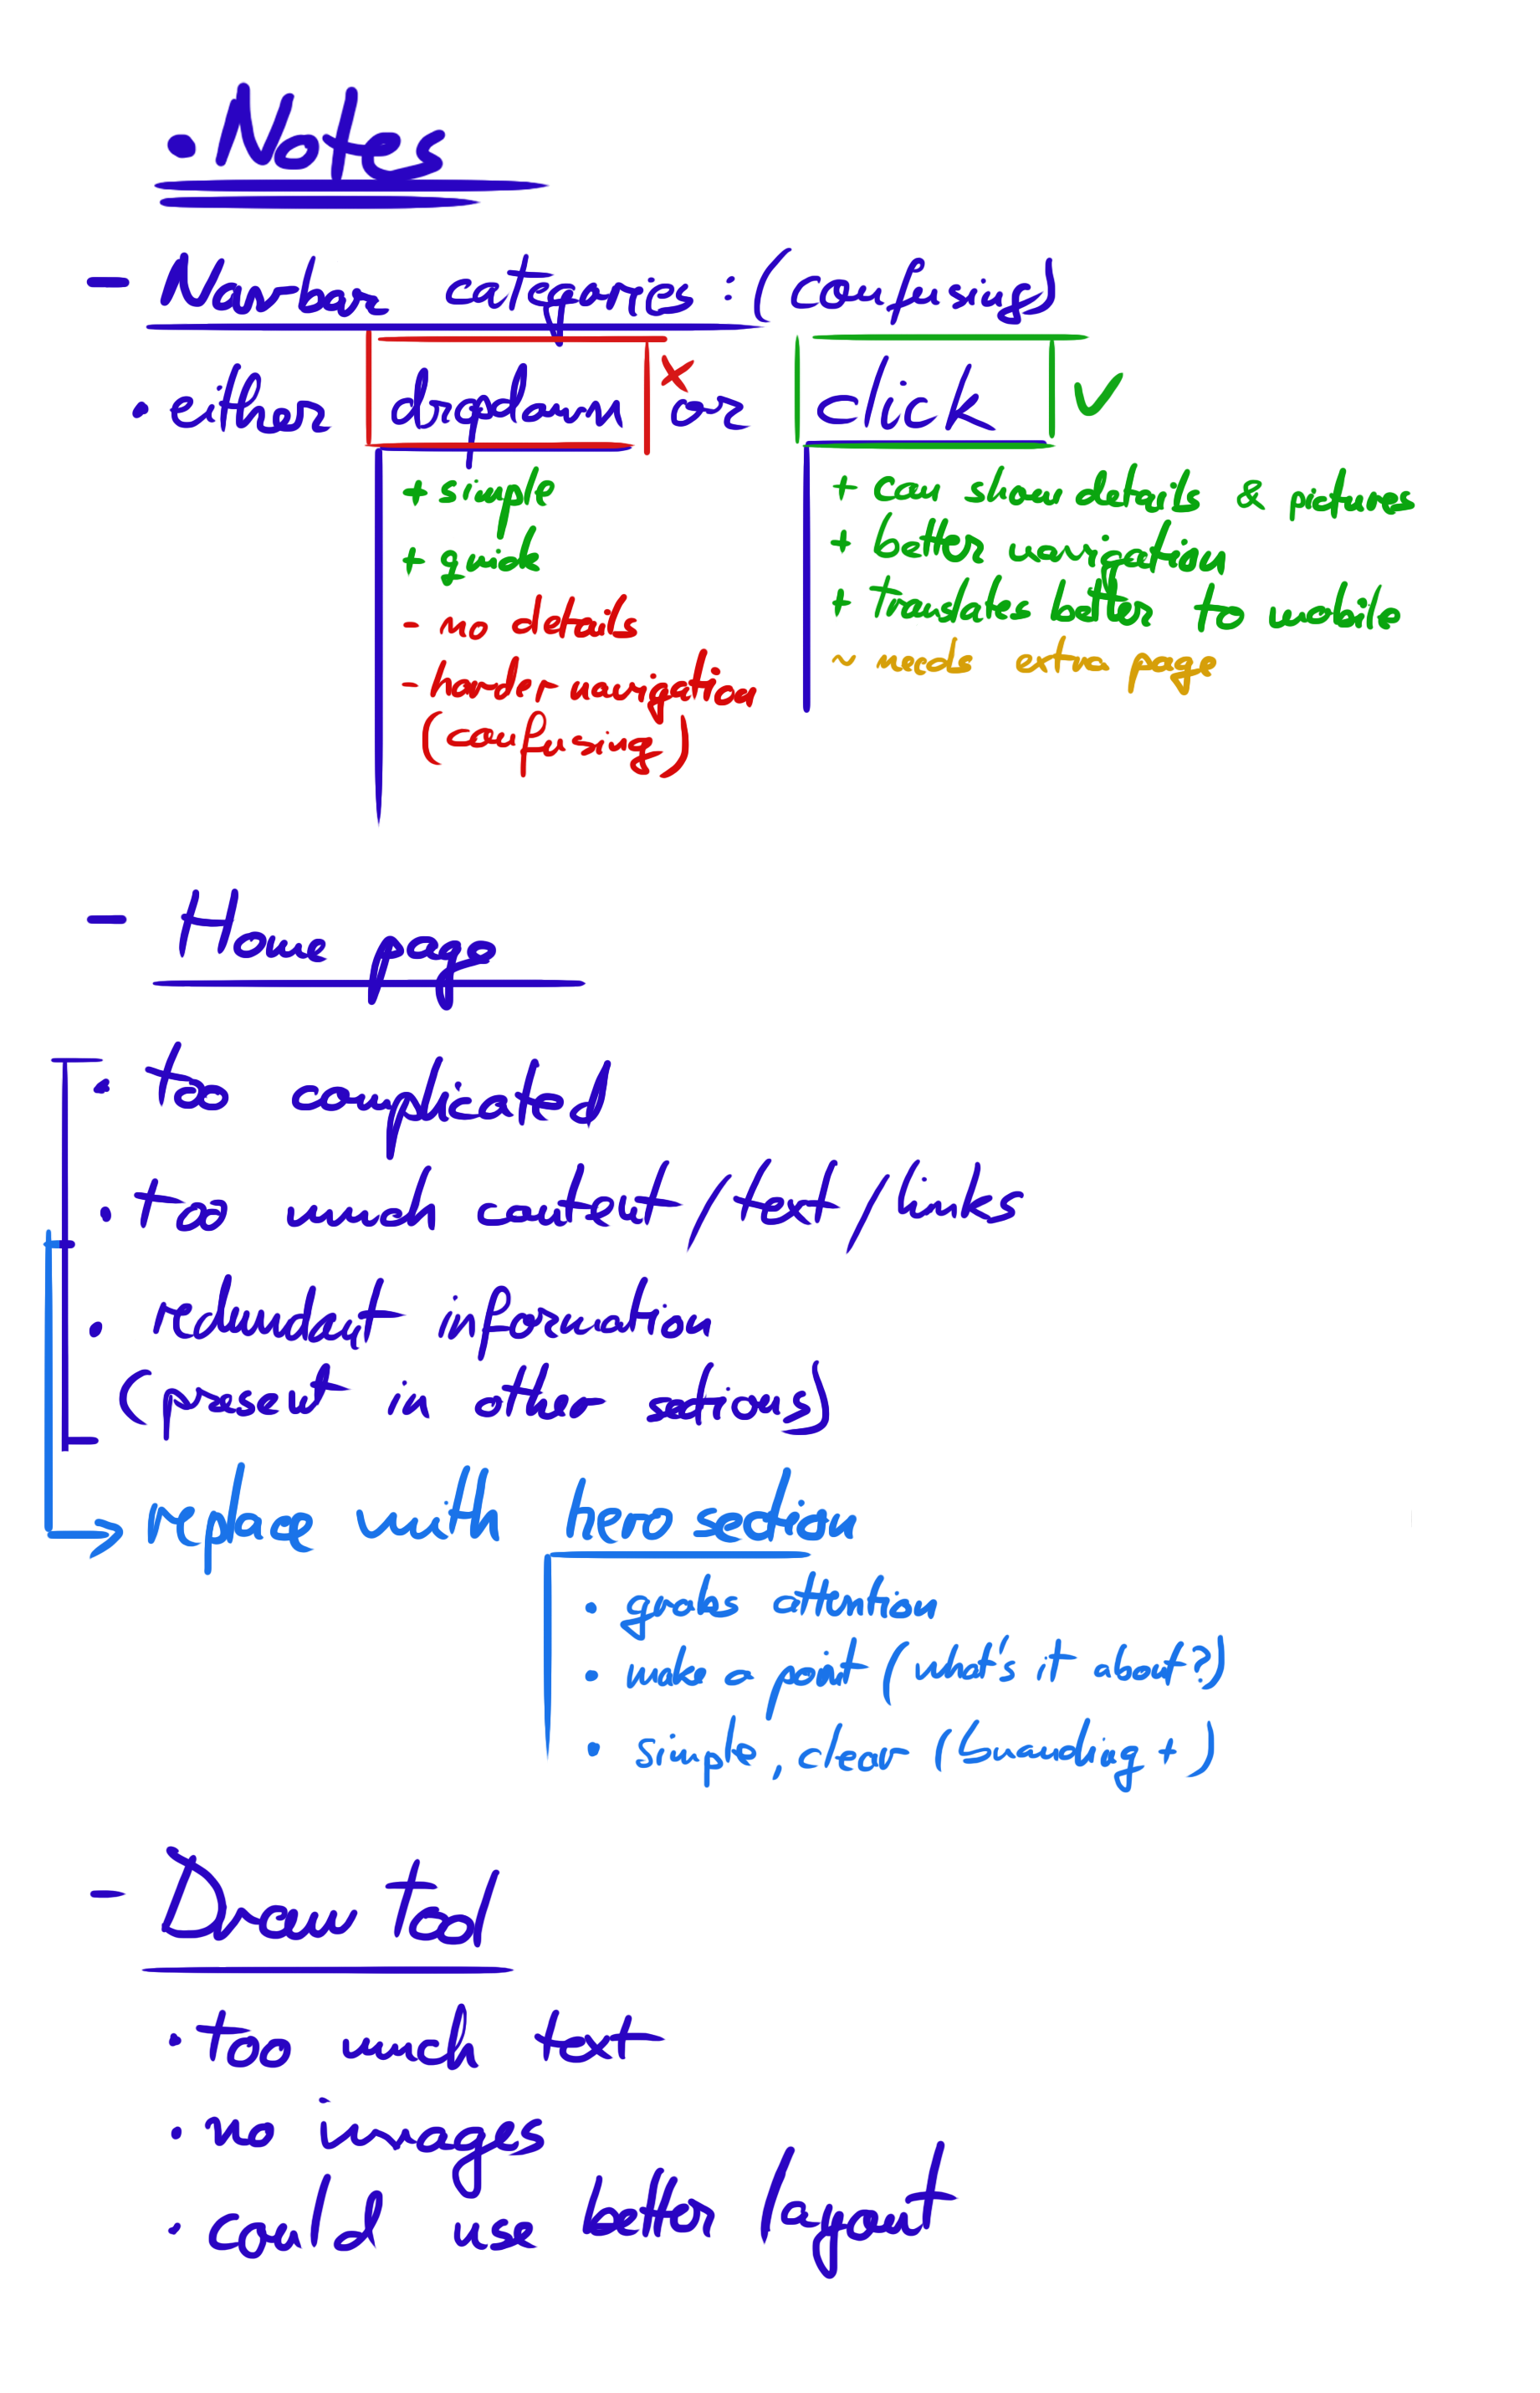 . Notes
- Nav-bar categories : (confusing)
. either dropdown x or click ✓
+ simple
+ quick
- no details
- harder navigation
(confusing)
+ can show details & pictures
+ better navigation
+ translates better to mobile
~ needs extra page
- Home page
. too complicated
. too much content/text/links
. redundant information
(present in other sections)
→ replace with hero section
. grabs attention
. make a point (what's it about?)
. simple, clear (branding +)
- Draw tool
. too much text
. no images
. could use better layout